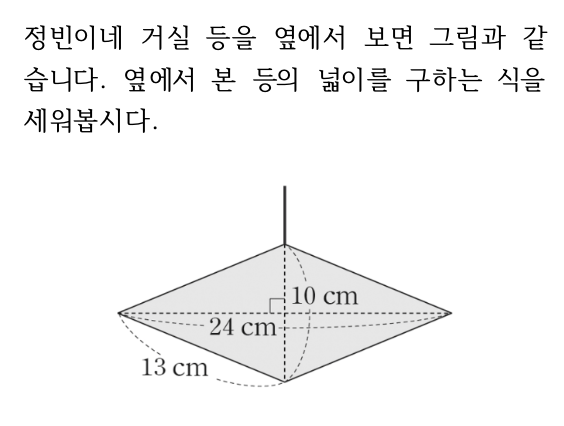 정빈이네 거실 등을 옆에서 보면 그림과 같
습니다. 옆에서 본 등의 넓이를 구하는 식을
세워봅시다.
10 cm
24 cm
13 cm